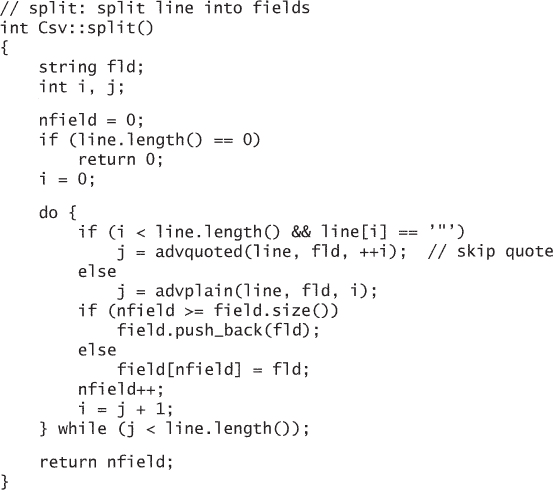 // split: split line into fields
int Csv::split()
{
    string fld;
    int i, j;

    nfield = 0;
    if (line.length() == 0)
        return 0;
    i = 0;

    do {
        if (i < line.length() && line[i] == '"')
            j = advquoted(line, fld, ++i);  // skip quote
        else
            j = advplain(line, fld, i);
        if (nfield >= field.size())
            field.push_back(fld);
        else
            field[nfield] = fld;
        nfield++;
        i = j + 1;
    } while (j < line.length());

    return nfield;
}